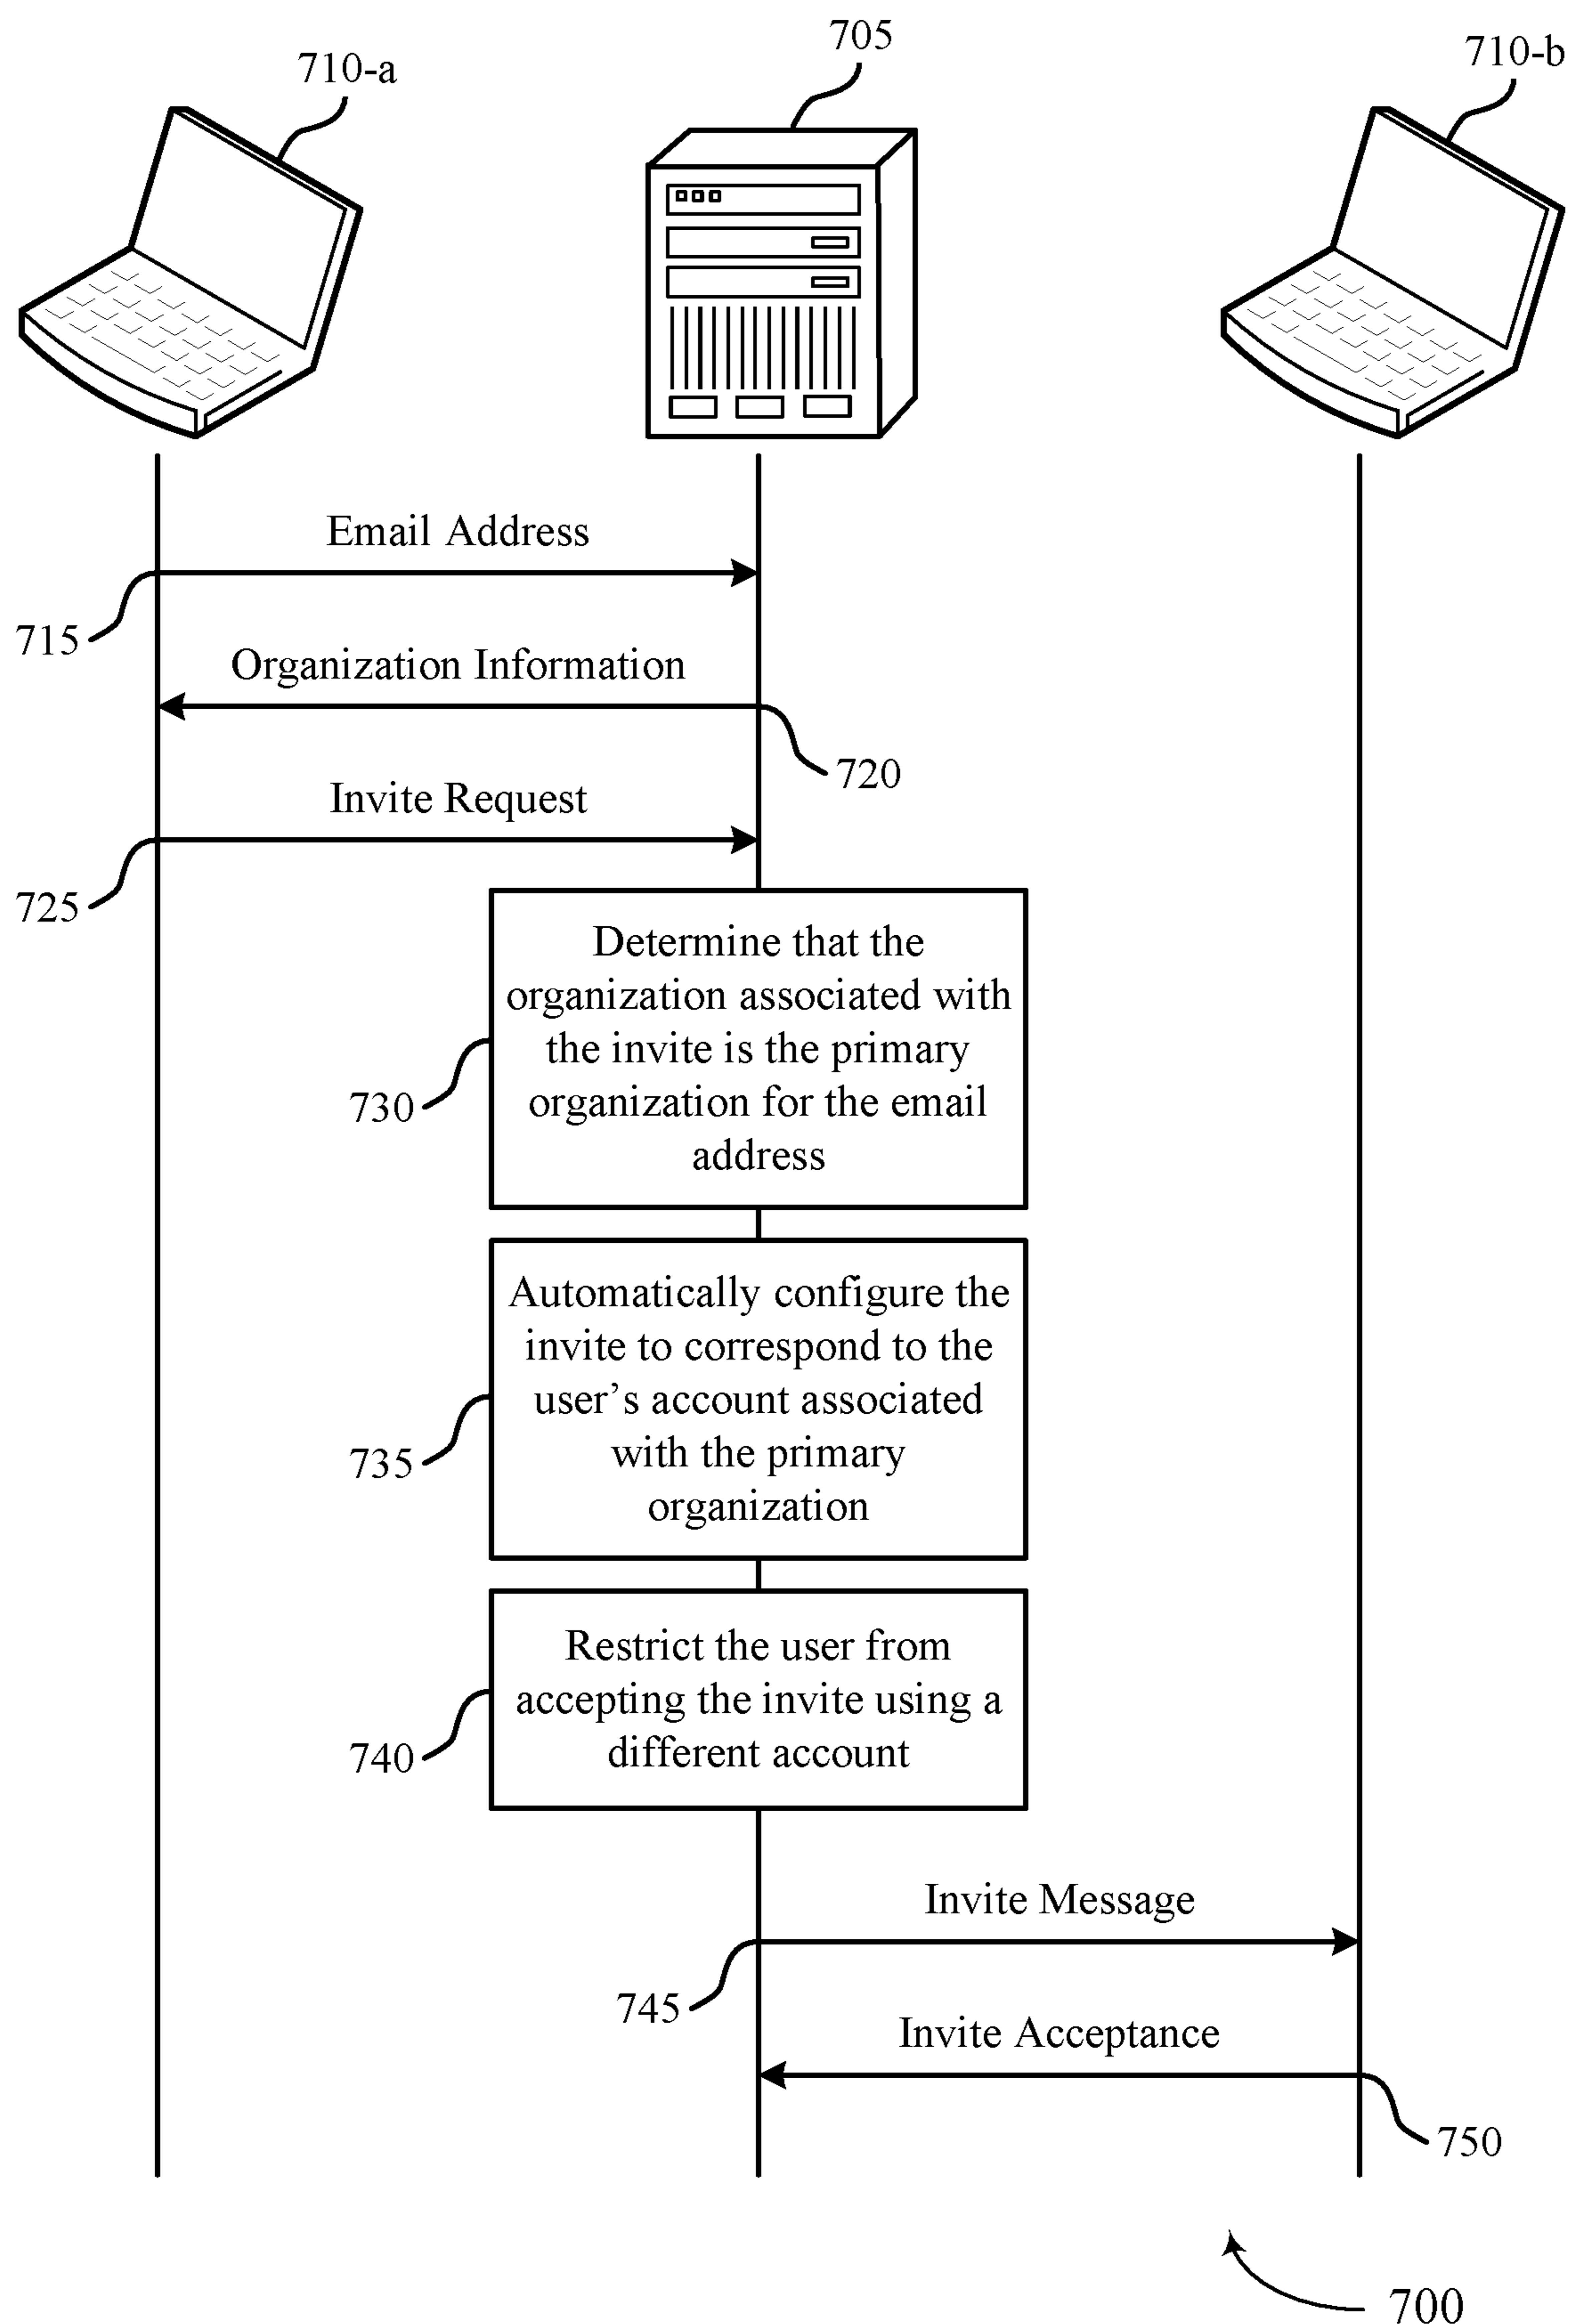 710-a
705
710-b
Email Address
715
Organization Information
720
Invite Request
725
Determine that the
organization associated with
the invite is the primary
organization for the email
address
730
Automatically configure the
invite to correspond to the
user’s account associated
with the primary
organization
735
Restrict the user from
accepting the invite using a
different account
740
Invite Message
745
Invite Acceptance
750
700